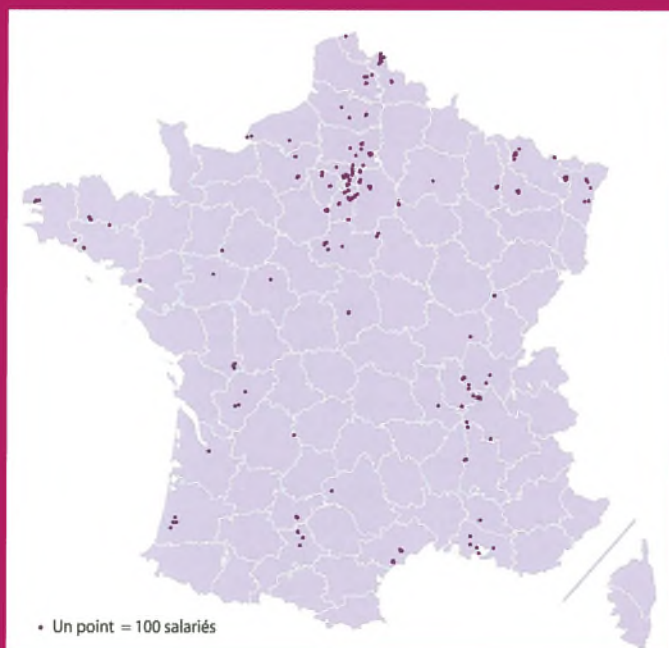 • Un point = 100 salariés